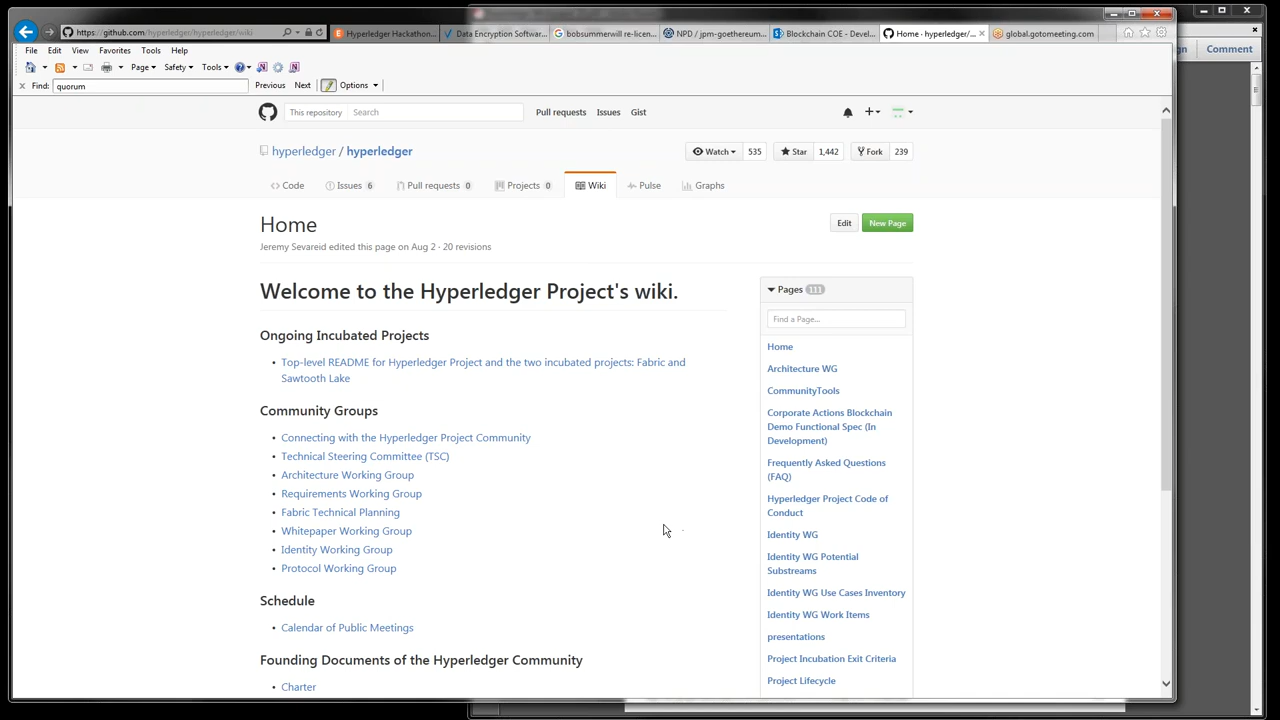 https://github.com/hyperledger/hyperledger/wiki
Hyperledger Hackathon...
Data Encryption Softwar...
bobsummerwill re-licen...
NPD / jpm-goethereum...
Blockchain COE - Devel...
Home · hyperledger/...
global.gotomeeting.com
File Edit View Favorites Tools Help
Comment
Page Safety Tools
Find: quorum Previous Next Options
This repository Search Pull requests Issues Gist
hyperledger / hyperledger
Watch 535 Star 1,442 Fork 239
Code Issues 6 Pull requests 0 Projects 0 Wiki Pulse Graphs
Home
Edit New Page
Jeremy Sevareid edited this page on Aug 2 · 20 revisions
Welcome to the Hyperledger Project's wiki.
Ongoing Incubated Projects
Top-level README for Hyperledger Project and the two incubated projects: Fabric and
Sawtooth Lake
Community Groups
Connecting with the Hyperledger Project Community
Technical Steering Committee (TSC)
Architecture Working Group
Requirements Working Group
Fabric Technical Planning
Whitepaper Working Group
Identity Working Group
Protocol Working Group
Schedule
Calendar of Public Meetings
Founding Documents of the Hyperledger Community
Charter
Pages 111
Find a Page...
Home
Architecture WG
CommunityTools
Corporate Actions Blockchain
Demo Functional Spec (In
Development)
Frequently Asked Questions
(FAQ)
Hyperledger Project Code of
Conduct
Identity WG
Identity WG Potential
Substreams
Identity WG Use Cases Inventory
Identity WG Work Items
presentations
Project Incubation Exit Criteria
Project Lifecycle